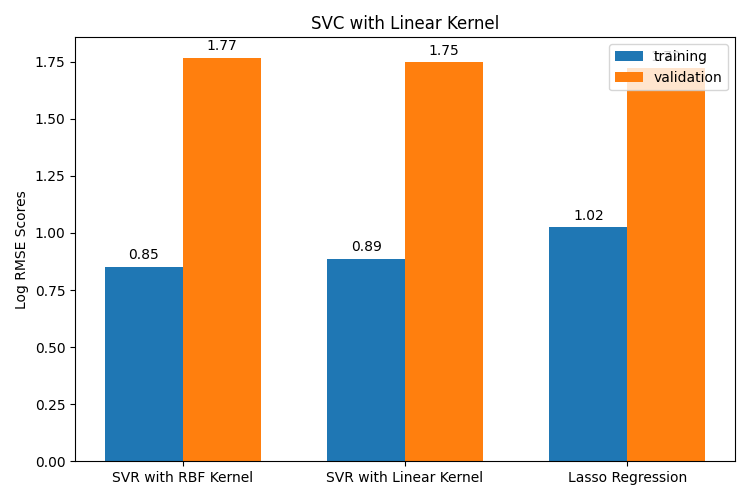 SVC with Linear Kernel
training
validation
1.77
1.75
0.85
0.89
1.02
Log RMSE Scores
1.75
1.50
1.25
1.00
0.75
0.50
0.25
0.00
SVR with RBF Kernel
SVR with Linear Kernel
Lasso Regression